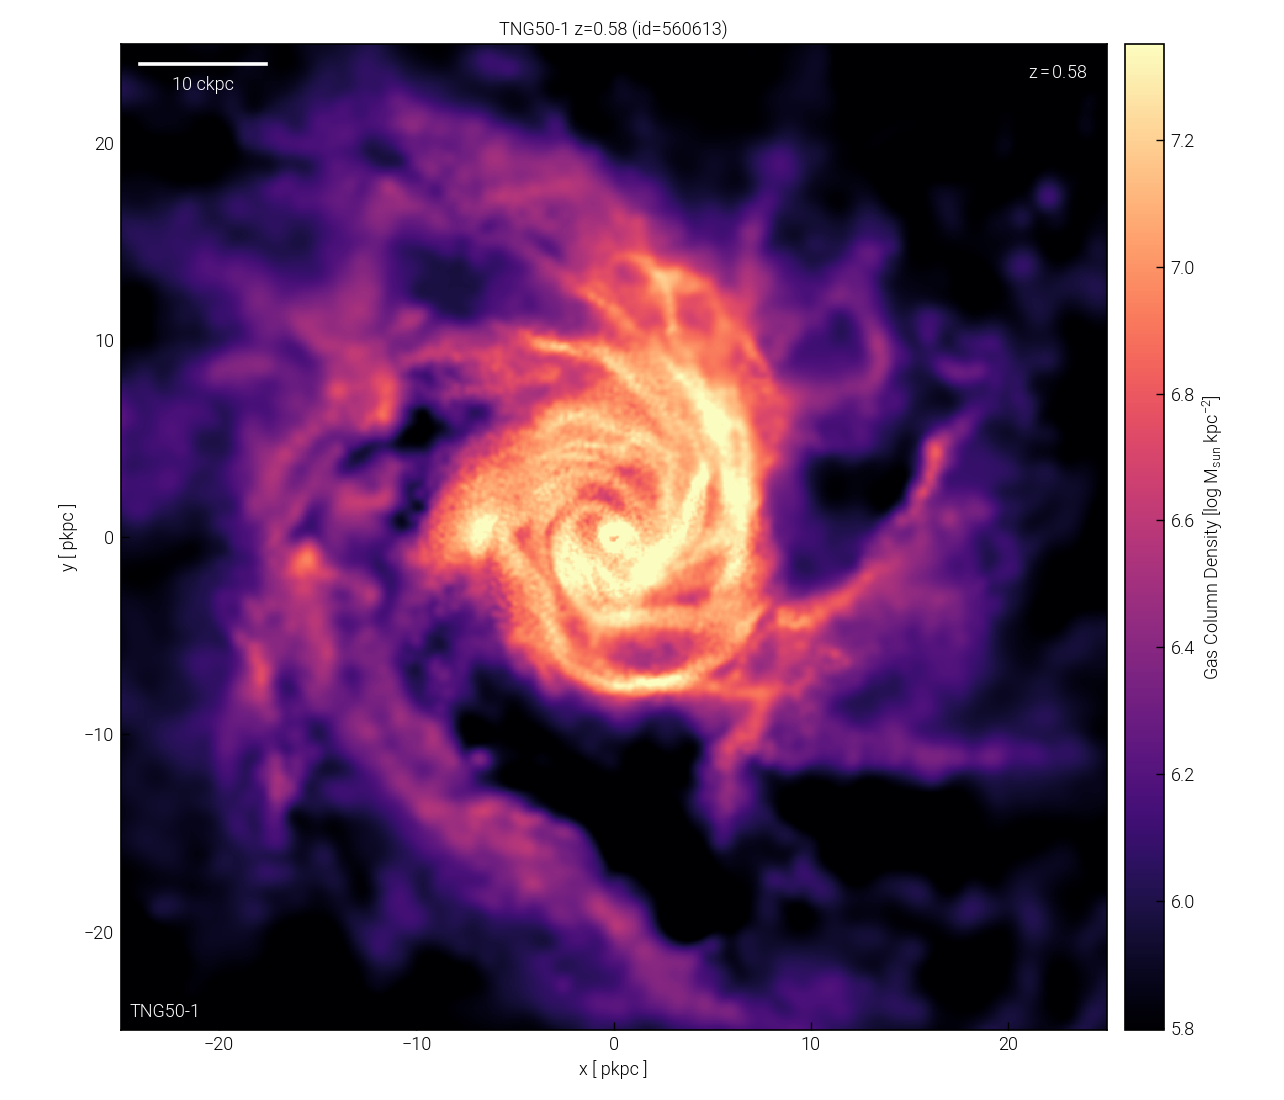 TNG50-1 z=0.58 (id=560613)
10 ckpc
z=0.58
TNG50-1
20
10
0
−10
−20
y [ pkpc ]
−20
−10
0
10
20
x [ pkpc ]
7.2
7.0
6.8
6.6
6.4
6.2
6.0
5.8
Gas Column Density [log M_sun kpc⁻²]